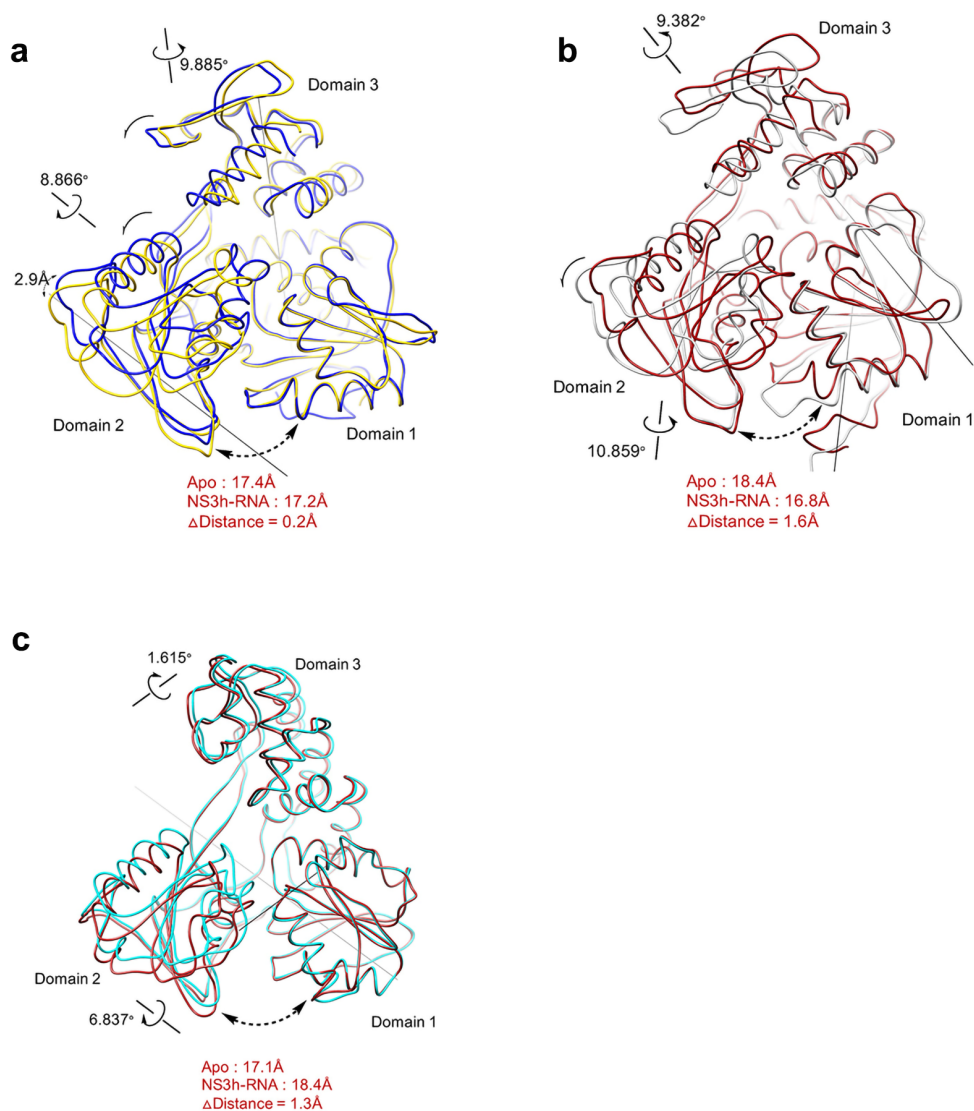 a
9.885°
Domain 3
8.866°
2.9Å
Domain 2
Domain 1
Apo : 17.4Å
NS3h-RNA : 17.2Å
△Distance = 0.2Å
b
9.382°
Domain 3
Domain 2
Domain 1
10.859°
Apo : 18.4Å
NS3h-RNA : 16.8Å
△Distance = 1.6Å
c
1.615°
Domain 3
Domain 2
6.837°
Domain 1
Apo : 17.1Å
NS3h-RNA : 18.4Å
△Distance = 1.3Å